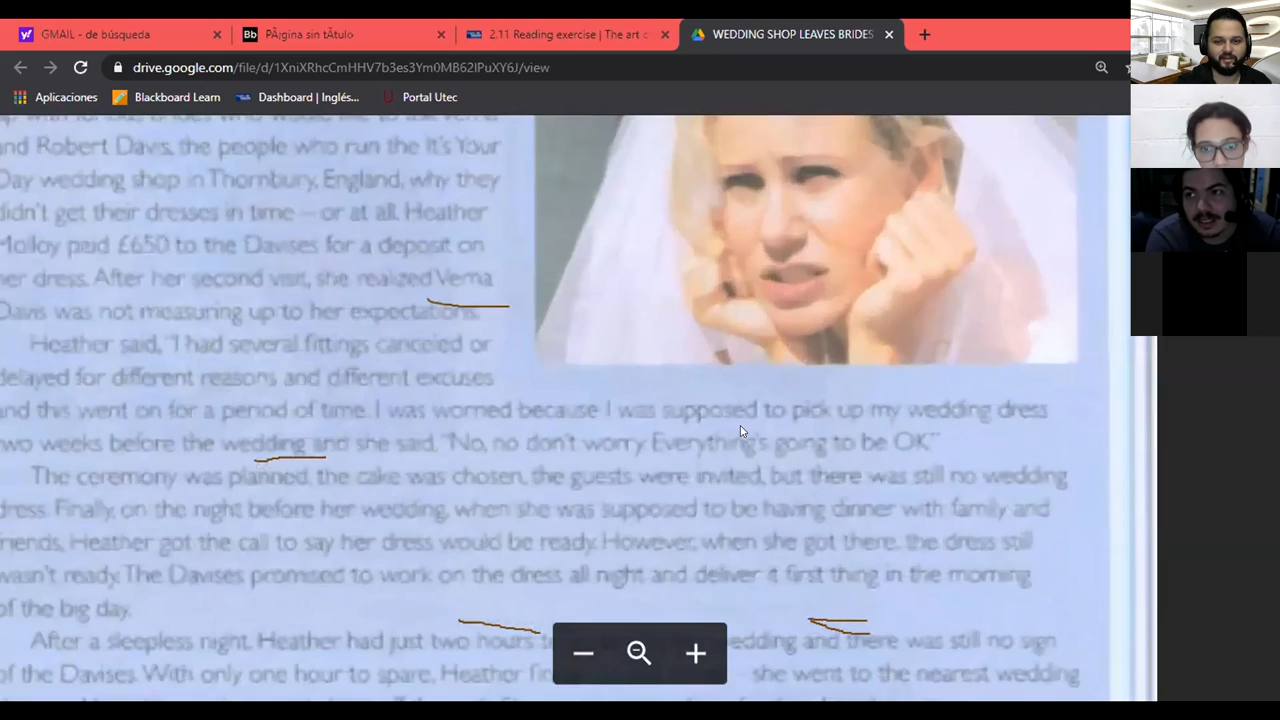 GMAIL - de búsqueda
Bb PÃ¡gina sin tÃtulo
2.11 Reading exercise | The art
WEDDING SHOP LEAVES BRIDES
drive.google.com/file/d/1XniXRhcCmHHV7b3es3Ym0MB62lPuXY6J/view
Aplicaciones
Blackboard Learn
Dashboard | Inglés...
Portal Utec
and Robert Davis, the people who run the It's Your
Day wedding shop in Thornbury, England, why they
didn't get their dresses in time – or at all. Heather
Molloy paid £650 to the Davises for a deposit on
her dress. After her second visit, she realized Verna
Davis was not measuring up to her expectations.
Heather said, "I had several fittings canceled or
delayed for different reasons and different excuses
and this went on for a period of time. I was worried because I was supposed to pick up my wedding dress
two weeks before the wedding and she said, "No, no don't worry. Everything's going to be OK."
The ceremony was planned, the cake was chosen, the guests were invited, but there was still no wedding
dress. Finally, on the night before her wedding, when she was supposed to be having dinner with family and
friends, Heather got the call to say her dress would be ready. However, when she got there, the dress still
wasn't ready. The Davises promised to work on the dress all night and deliver it first thing in the morning
of the big day.
After a sleepless night, Heather had just two hours wedding and there was still no sign
of the Davises. With only one hour to spare, Heather – she went to the nearest wedding